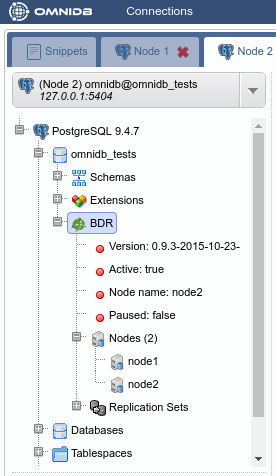 OMNIDB Connections
Snippets Node 1 Node 2
(Node 2) omnidb@omnidb_tests
127.0.0.1:5404
PostgreSQL 9.4.7
omnidb_tests
Schemas
Extensions
BDR
Version: 0.9.3-2015-10-23-
Active: true
Node name: node2
Paused: false
Nodes (2)
node1
node2
Replication Sets
Databases
Tablespaces